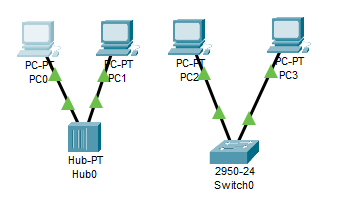 PC-PT
PC0
PC-PT
PC1
PC-PT
PC2
PC-PT
PC3
Hub-PT
Hub0
2950-24
Switch0